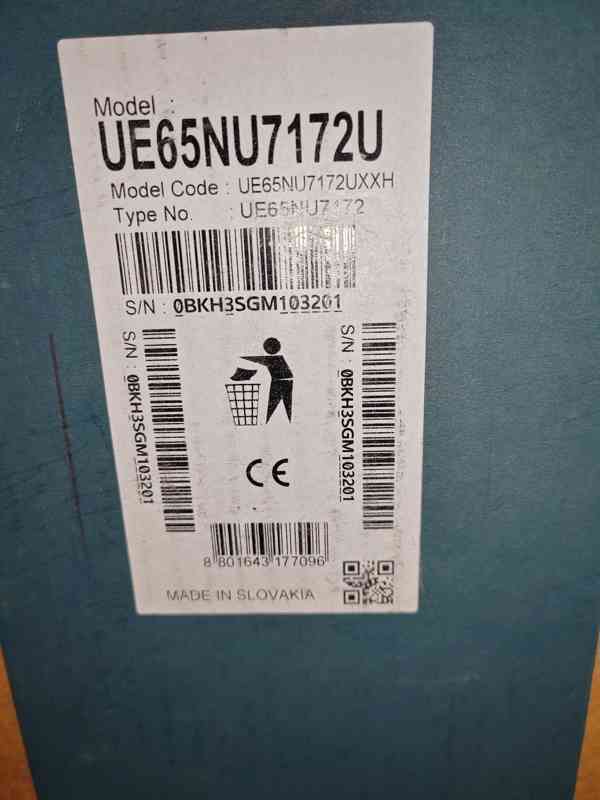 Model :
UE65NU7172U
Model Code : UE65NU7172UXXH
Type No. : UE65NU7172
S/N : 0BKH3SGM103201
S/N : 0BKH3SGM103201
S/N : 0BKH3SGM103201
CE
8 801643 177096
MADE IN SLOVAKIA